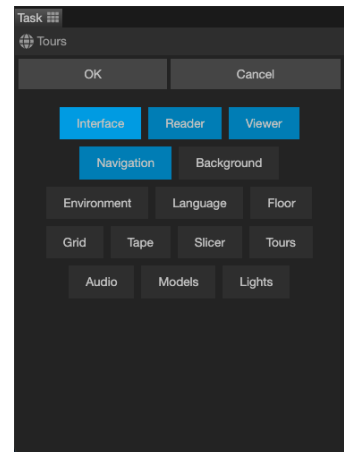 Task
Tours
OK Cancel
Interface Reader Viewer
Navigation Background
Environment Language Floor
Grid Tape Slicer Tours
Audio Models Lights